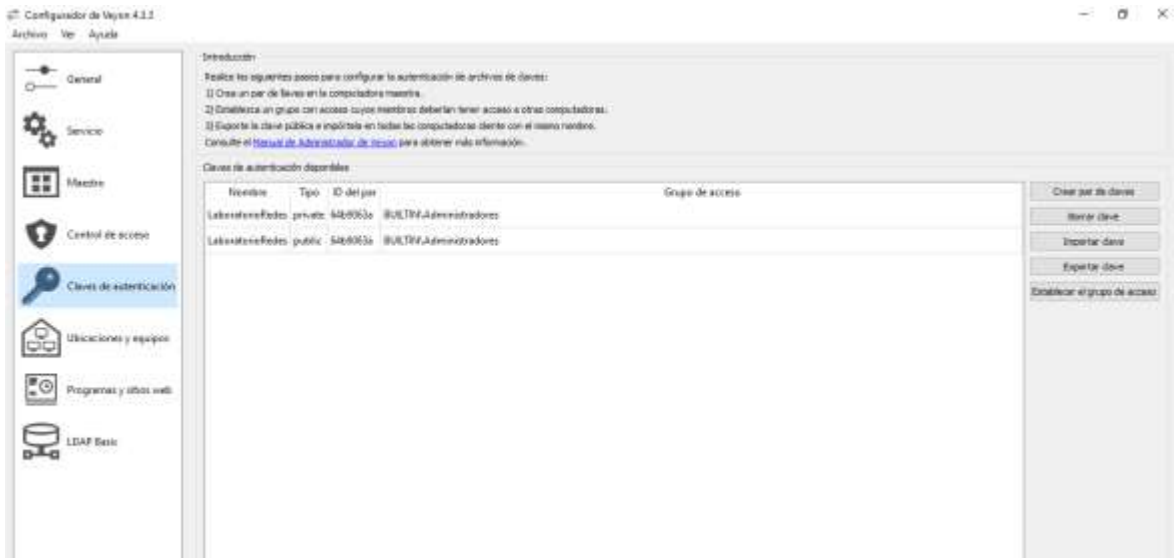 Configurador de Veyon 4.3.3
Archivo Ver Ayuda
General
Servicio
Maestro
Control de acceso
Claves de autenticación
Ubicaciones y equipos
Programas y sitios web
LDAP Basic
Introducción
Realice los siguientes pasos para configurar la autenticación de archivos de claves:
1) Crea un par de llaves en la computadora maestra.
2) Establezca un grupo con acceso cuyos miembros deberían tener acceso a otras computadoras.
3) Exporte la clave pública e impórtela en todas las computadoras cliente con el mismo nombre.
Consulte el Manual de Administrador de Veyon para obtener más información.
Claves de autenticación disponibles
Nombre Tipo ID del par Grupo de acceso
LaboratorioRedes private BUILTIN\Administradores
LaboratorioRedes public BUILTIN\Administradores
Crear par de claves
Borrar clave
Importar clave
Exportar clave
Establecer el grupo de acceso